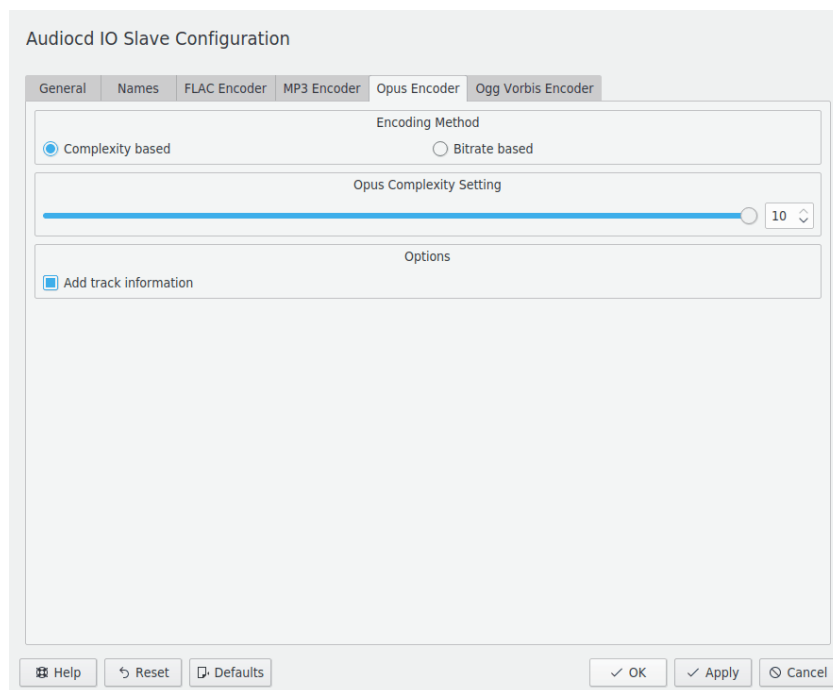 Audiocd IO Slave Configuration
General Names FLAC Encoder MP3 Encoder Opus Encoder Ogg Vorbis Encoder
Encoding Method
Complexity based Bitrate based
Opus Complexity Setting
10
Options
Add track information
Help Reset Defaults OK Apply Cancel